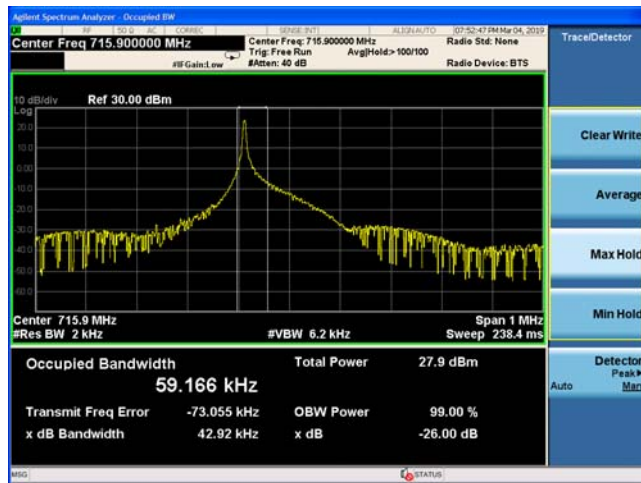 Agilent Spectrum Analyzer - Occupied BW
RF 50 Ω AC CORREC SENSE:INT ALIGN AUTO 07:52:47 PM Mar 04, 2019
Center Freq 715.900000 MHz
Center Freq: 715.900000 MHz
Radio Std: None
Trig: Free Run
Avg|Hold:> 100/100
#IFGain:Low
#Atten: 40 dB
Radio Device: BTS
Trace/Detector
10 dB/div Ref 30.00 dBm
Log
20.0
10.0
0.00
-10.0
-20.0
-30.0
-40.0
-50.0
-60.0
Clear Write
Average
Max Hold
Min Hold
Center 715.9 MHz
Span 1 MHz
#Res BW 2 kHz
#VBW 6.2 kHz
Sweep 238.4 ms
Detector
Peak
Auto Man
Occupied Bandwidth
59.166 kHz
Total Power 27.9 dBm
Transmit Freq Error -73.055 kHz
OBW Power 99.00 %
x dB Bandwidth 42.92 kHz
x dB -26.00 dB
MSG
STATUS